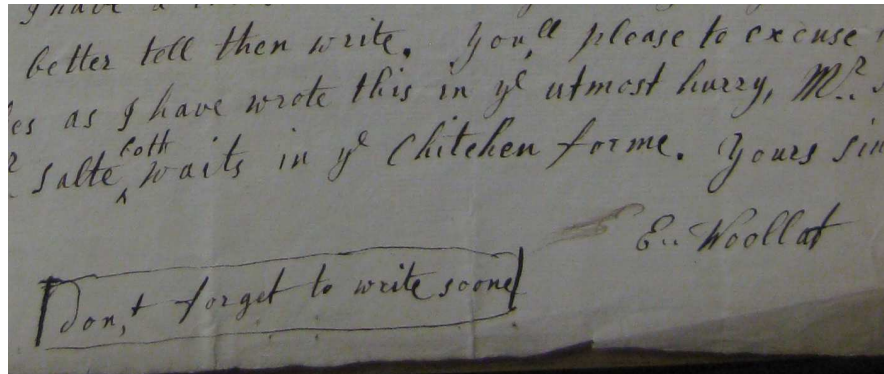 I have a
better tell then write. You,ll please to excuse
es as I have wrote this in ye utmost hurry, Mr.
Salte both waits in ye Chitchen for me. Yours sin
E.. Woollat
Don,t forget to write soone